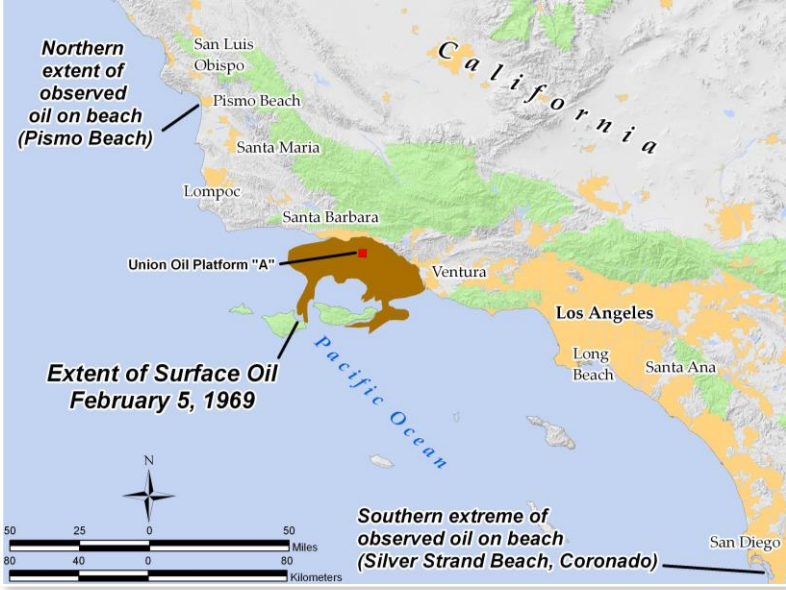 Northern
extent of
observed
oil on beach
(Pismo Beach)
San Luis
Obispo
Pismo Beach
Santa Maria
Lompoc
Santa Barbara
California
Union Oil Platform "A"
Ventura
Los Angeles
Long
Beach
Santa Ana
Extent of Surface Oil
February 5, 1969
Pacific Ocean
N
50 25 0 50
Miles
80 40 0 80
Kilometers
Southern extreme of
observed oil on beach
(Silver Strand Beach, Coronado)
San Diego